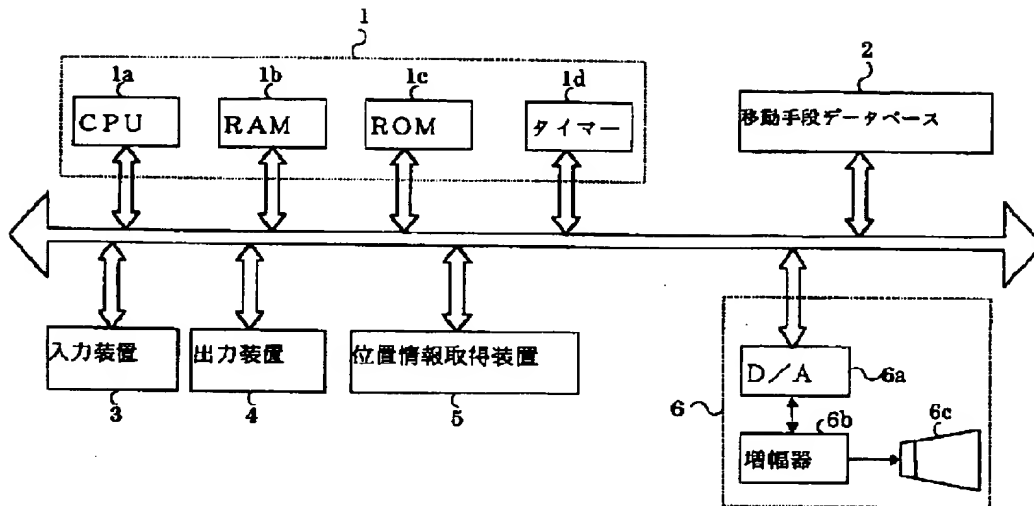 1
1a
1b
1c
1d
2
CPU
RAM
ROM
タイマー
移動手段データベース
入力装置
出力装置
位置情報取得装置
3
4
5
D/A
6a
6
6b
6c
増幅器